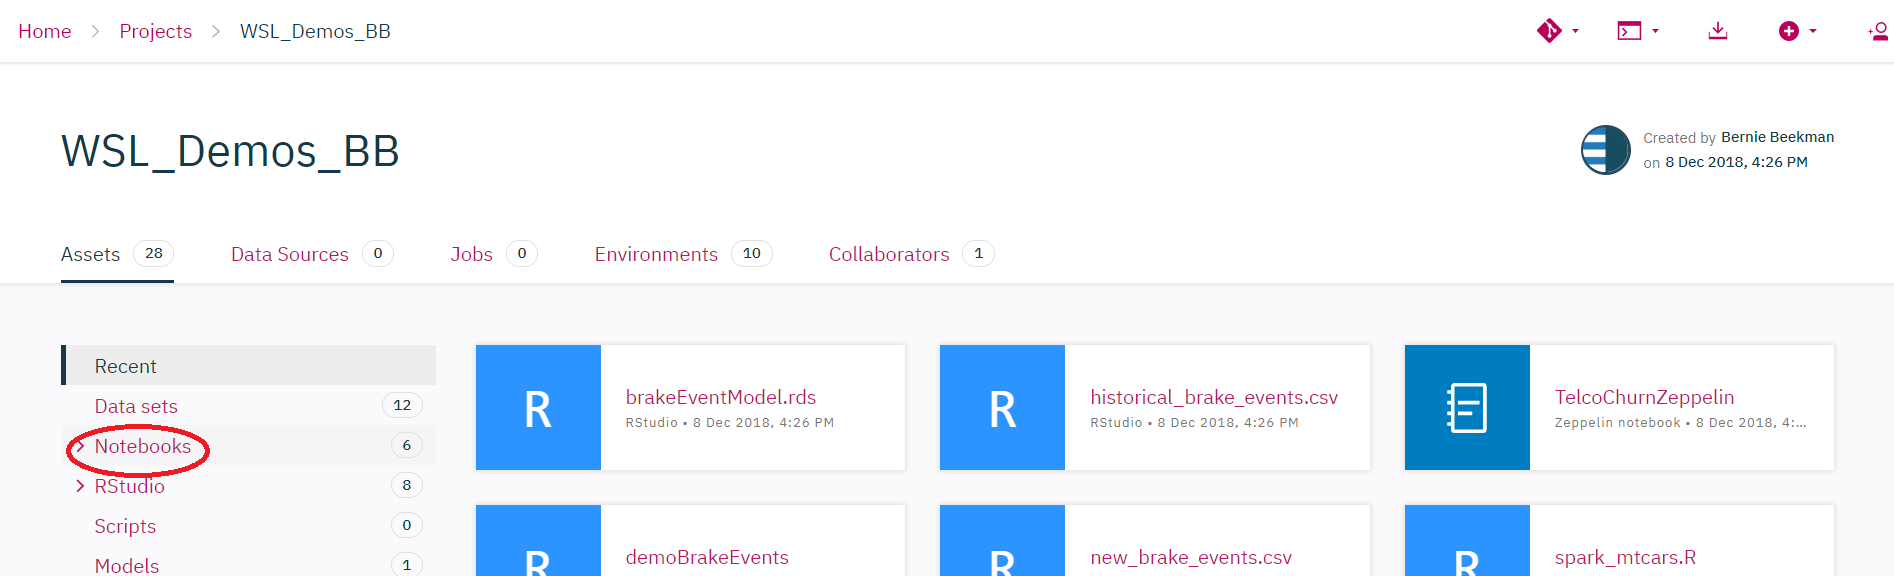 Home > Projects > WSL_Demos_BB
WSL_Demos_BB
Created by Bernie Beekman
on 8 Dec 2018, 4:26 PM
Assets 28 Data Sources 0 Jobs 0 Environments 10 Collaborators 1
Recent
Data sets 12
> Notebooks 6
> RStudio 8
Scripts 0
Models 1
R
brakeEventModel.rds
RStudio • 8 Dec 2018, 4:26 PM
R
historical_brake_events.csv
RStudio • 8 Dec 2018, 4:26 PM
TelcoChurnZeppelin
Zeppelin notebook • 8 Dec 2018, 4:...
R
demoBrakeEvents
R
new_brake_events.csv
R
spark_mtcars.R